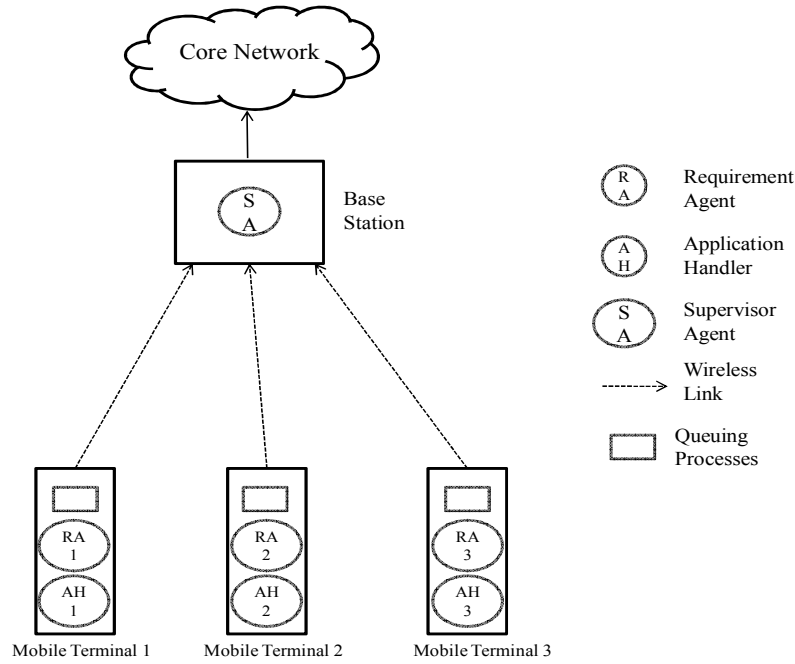 Core Network
S
A
Base
Station
R
A
Requirement
Agent
A
H
Application
Handler
S
A
Supervisor
Agent
Wireless
Link
Queuing
Processes
RA
1
AH
1
RA
2
AH
2
RA
3
AH
3
Mobile Terminal 1
Mobile Terminal 2
Mobile Terminal 3